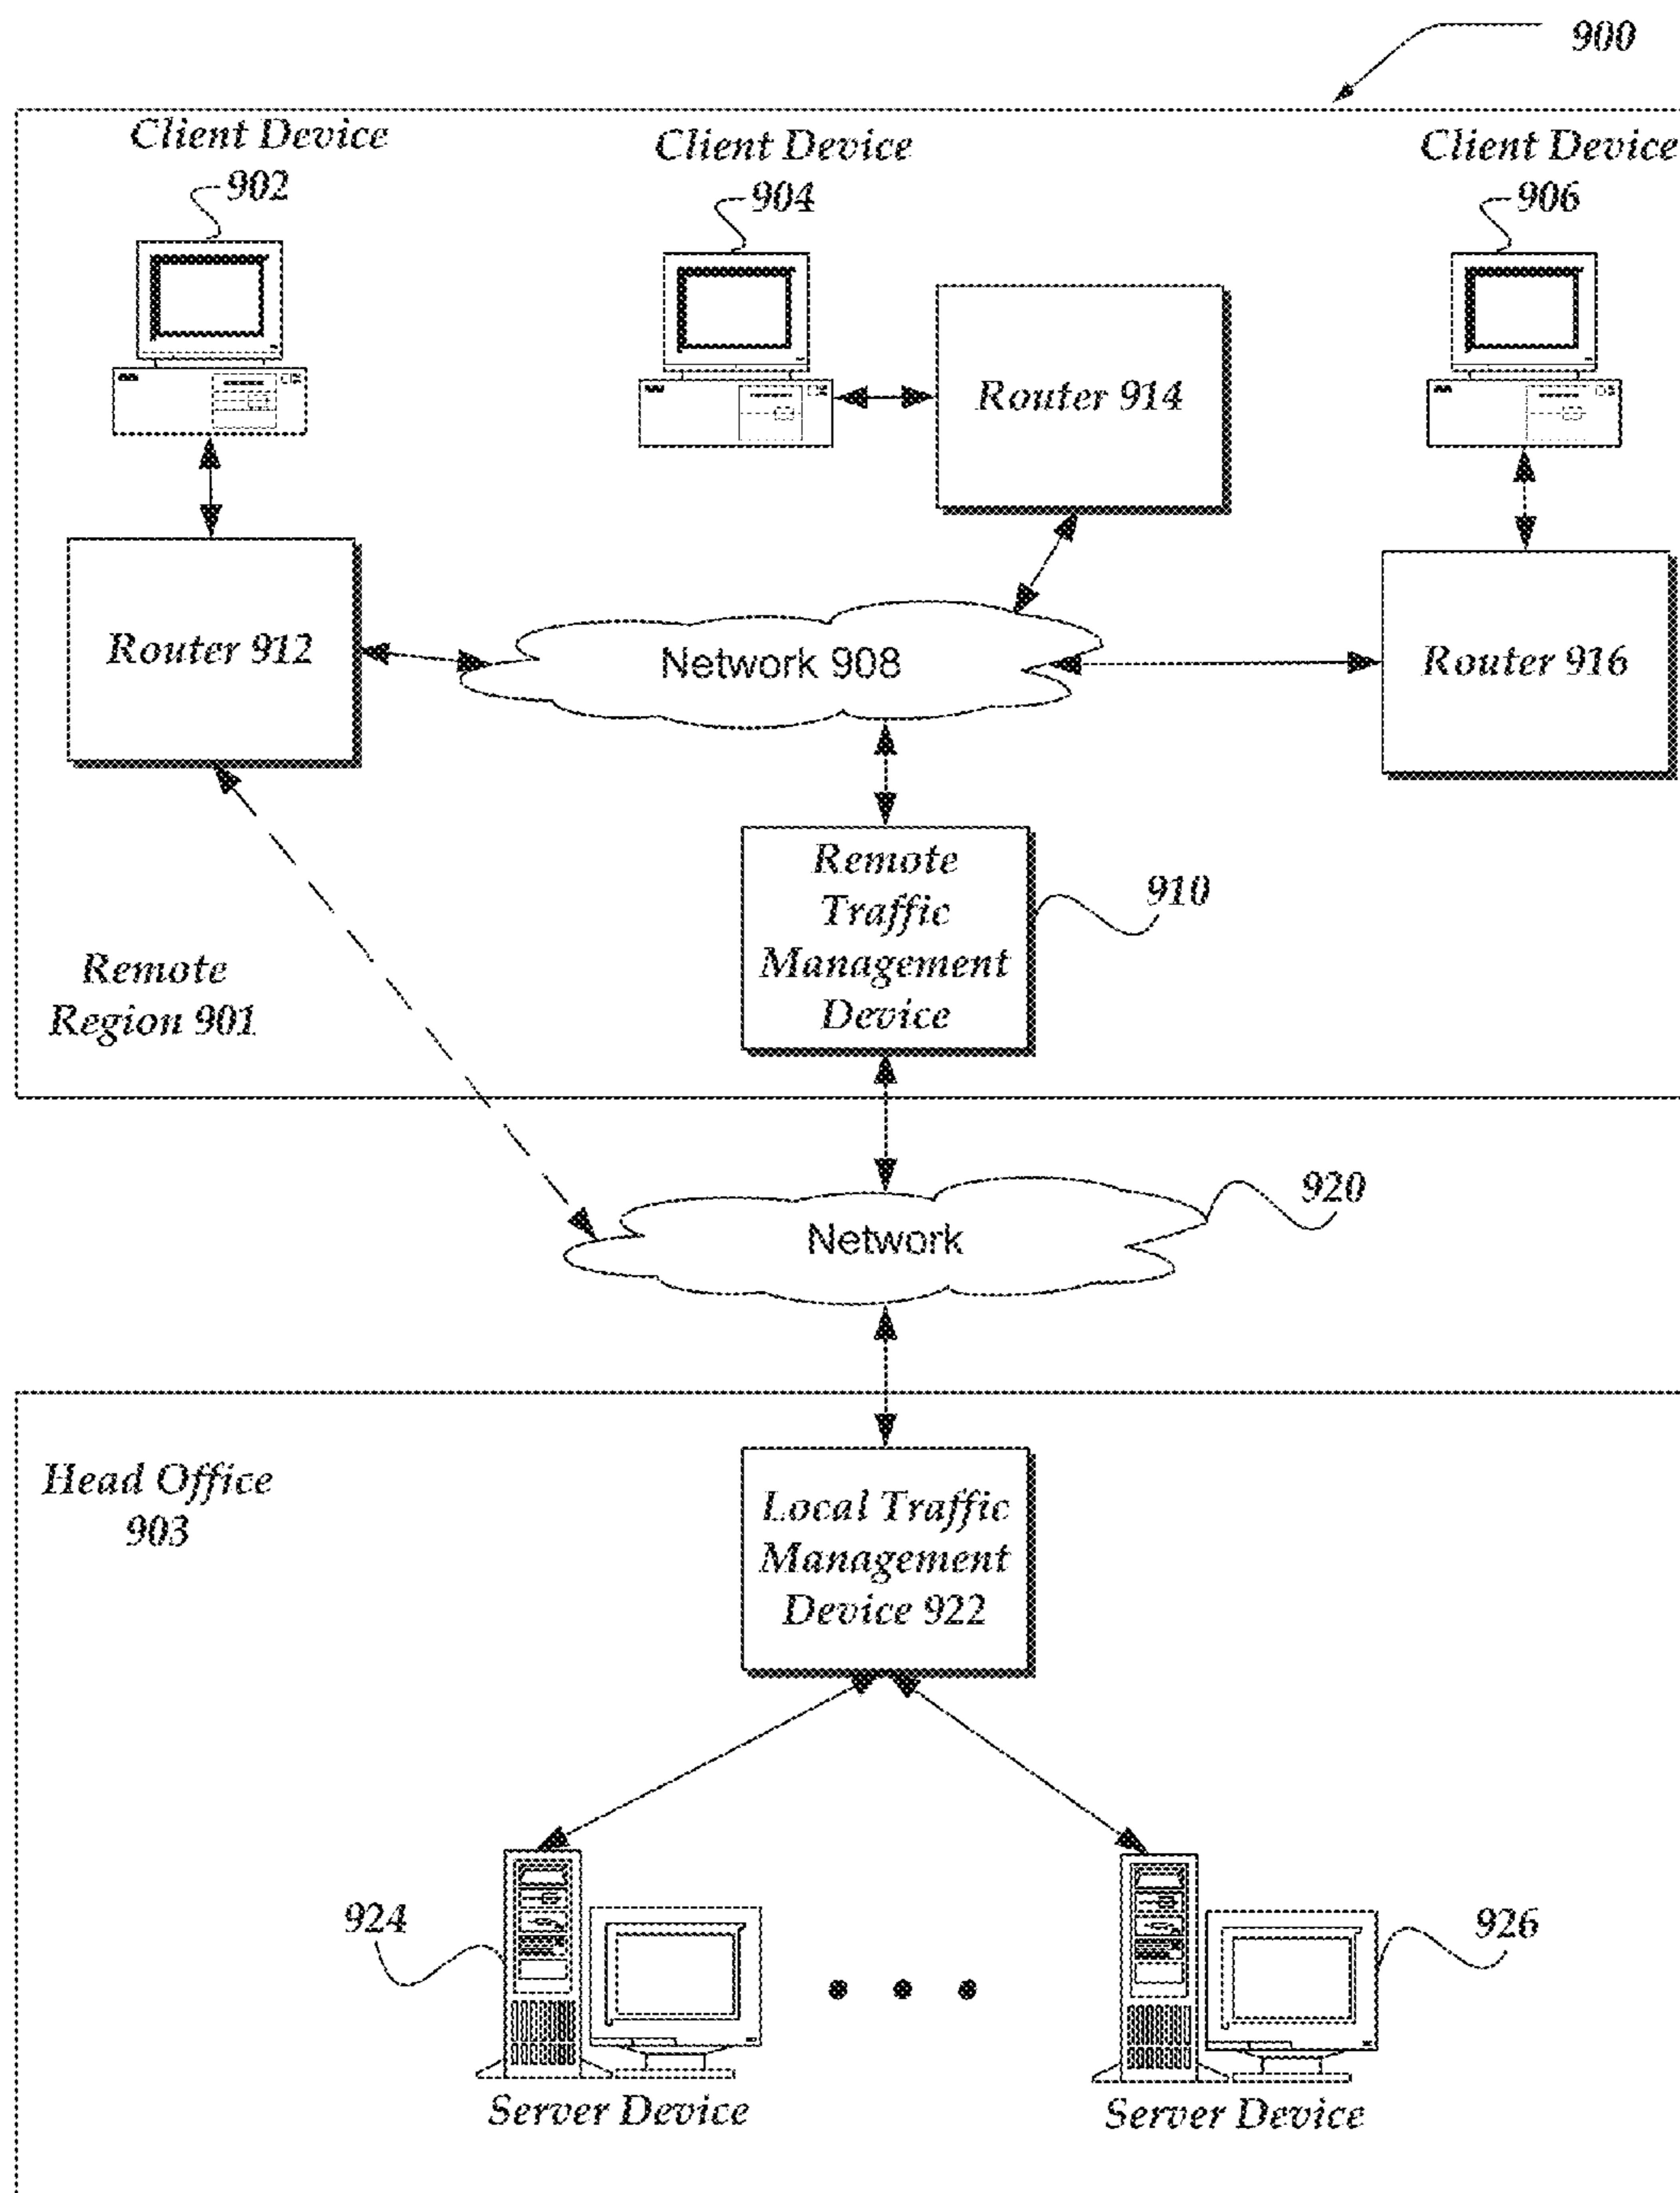 900
Client Device
902
Client Device
904
Client Device
906
Router 914
Router 912
Network 908
Router 916
Remote
Traffic
Management
Device
910
Remote
Region 901
920
Network
Head Office
903
Local Traffic
Management
Device 922
924
926
Server Device
Server Device